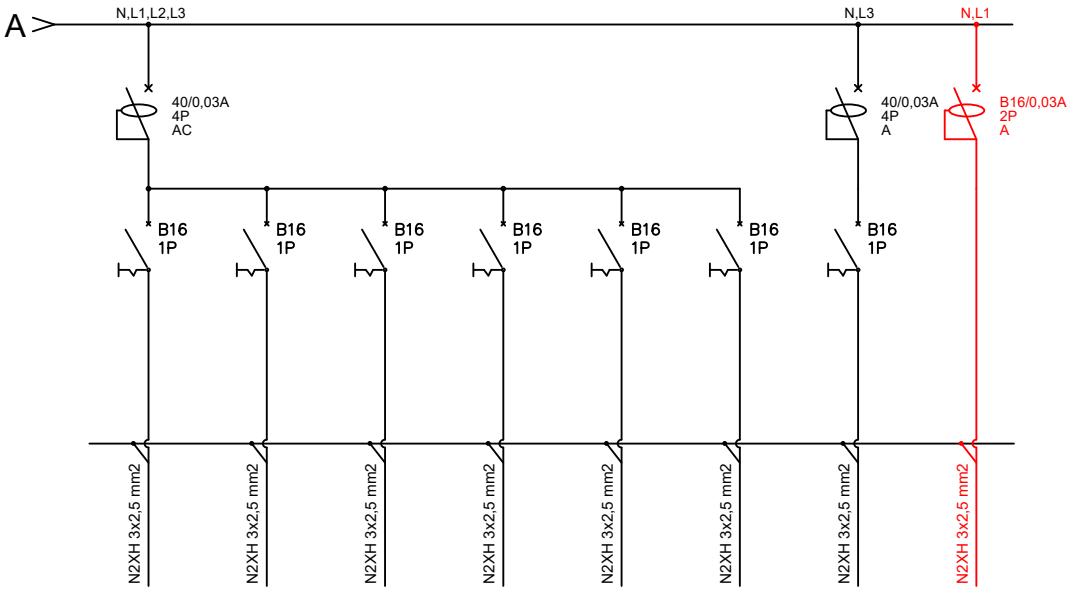 A
N,L1,L2,L3
N,L3
N,L1
40/0,03A
4P
AC
40/0,03A
4P
A
B16/0,03A
2P
A
B16
1P
B16
1P
B16
1P
B16
1P
B16
1P
B16
1P
B16
1P
N2XH 3x2,5 mm2
N2XH 3x2,5 mm2
N2XH 3x2,5 mm2
N2XH 3x2,5 mm2
N2XH 3x2,5 mm2
N2XH 3x2,5 mm2
N2XH 3x2,5 mm2
N2XH 3x2,5 mm2